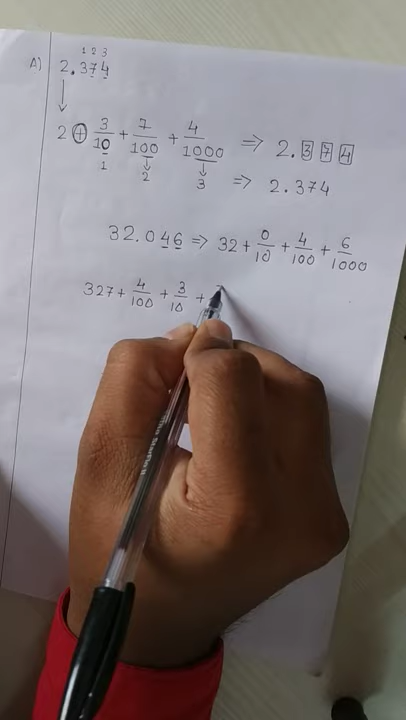 1 2 3
A) 2.374
2 + 3/10 + 7/100 + 4/1000 => 2.374
1 2 3 => 2.374
32.046 => 32 + 0/10 + 4/100 + 6/1000
327 + 4/100 + 3/10 +